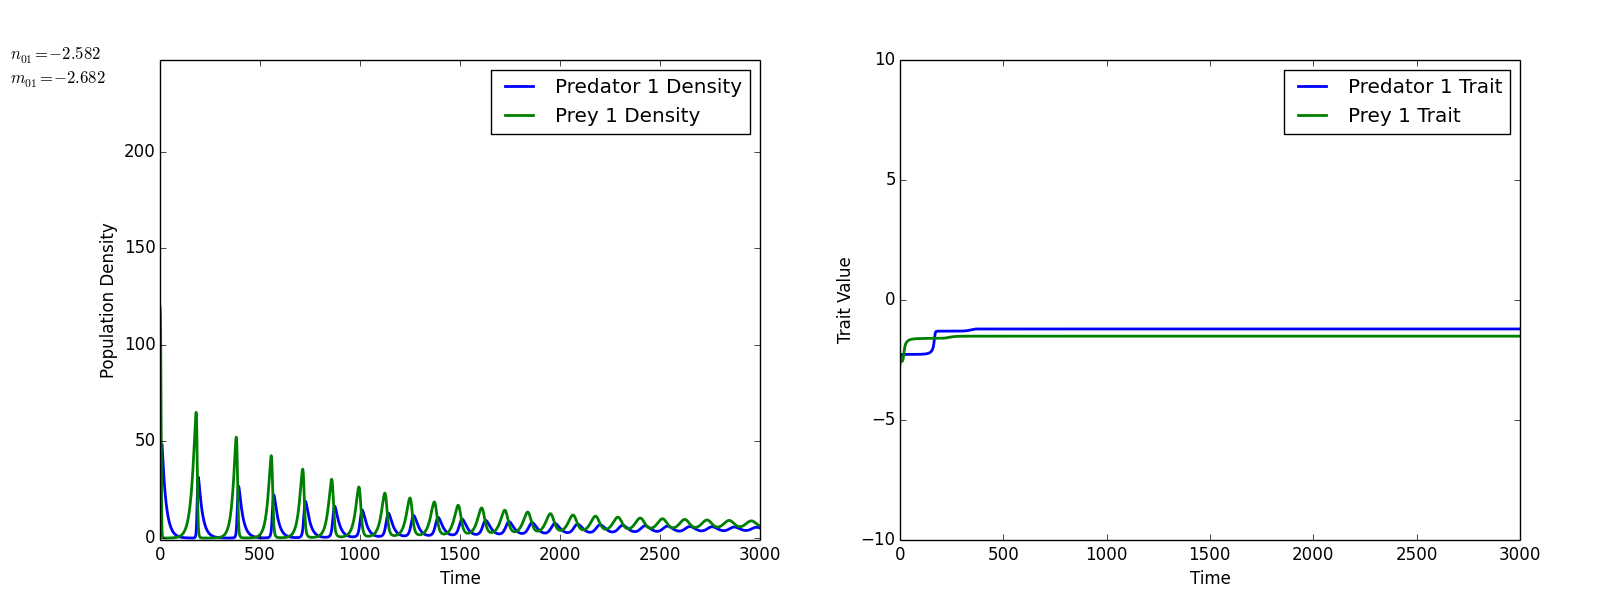 n₀₁ = −2.582
m₀₁ = −2.682
Predator 1 Density
Prey 1 Density
200
150
100
50
0
Population Density
0 500 1000 1500 2000 2500 3000
Time
Predator 1 Trait
Prey 1 Trait
10
5
0
−5
−10
Trait Value
0 500 1000 1500 2000 2500 3000
Time